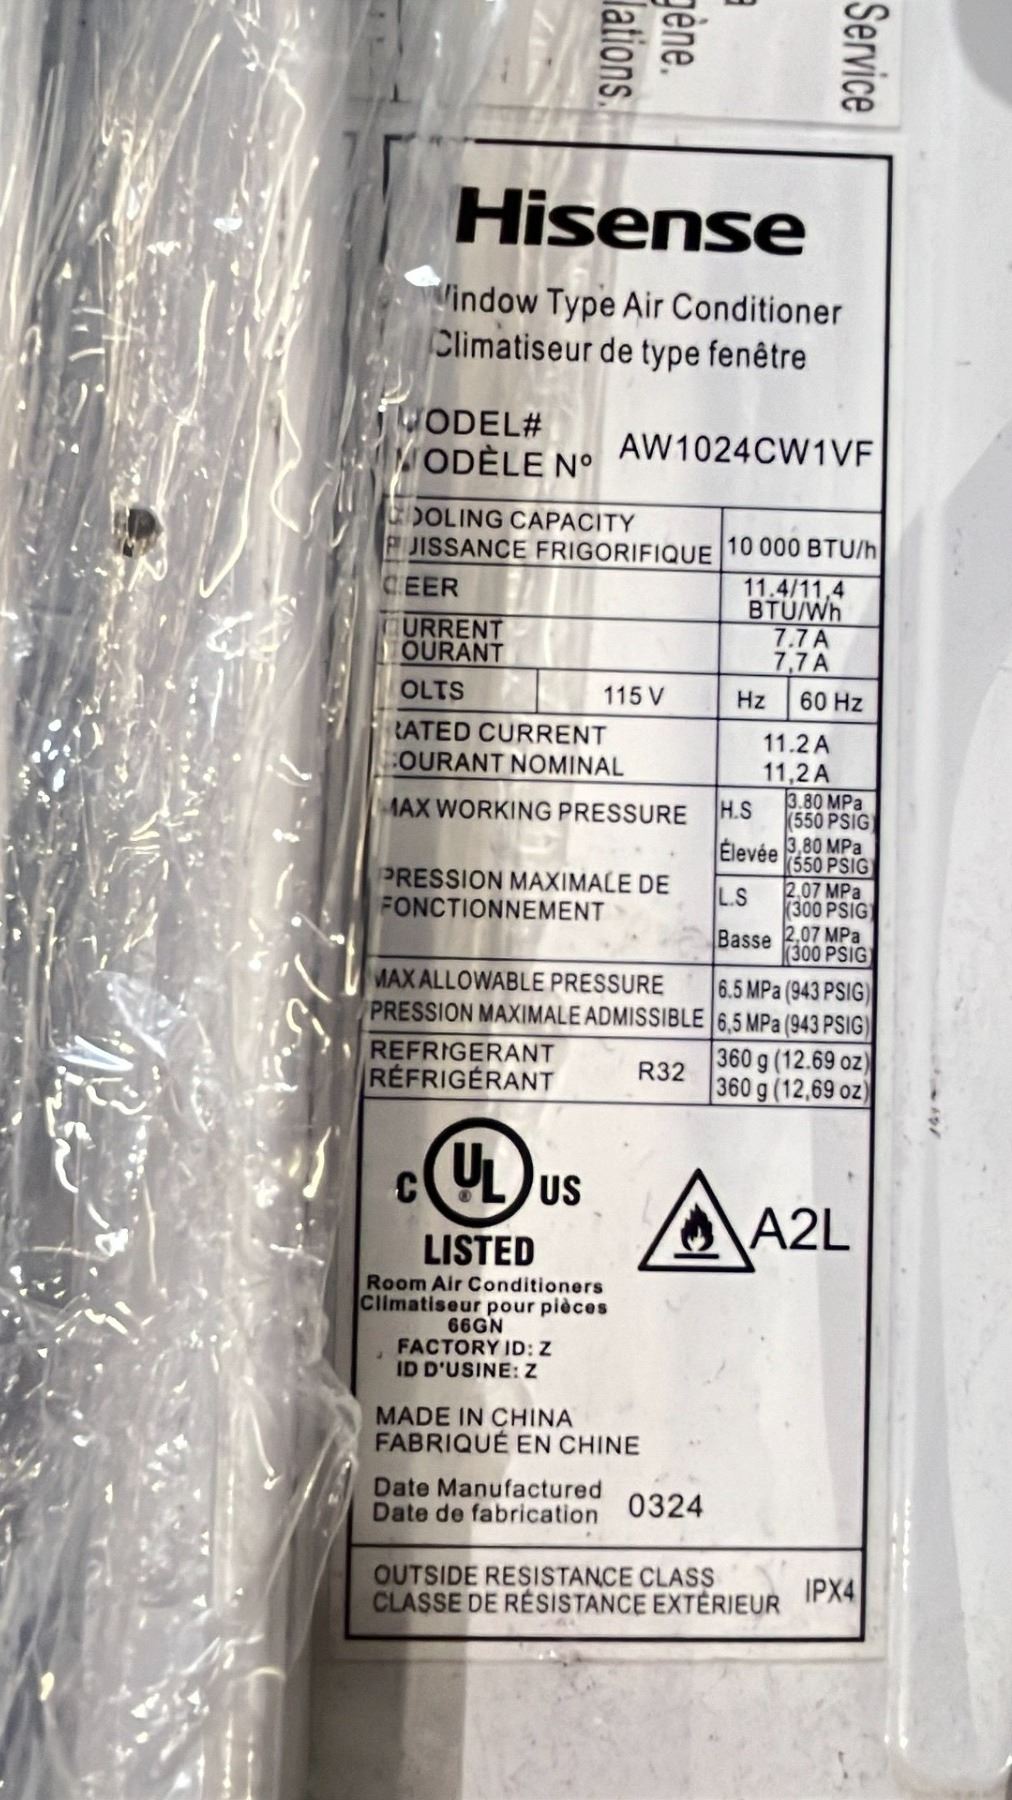 Service
gène.
lations.
Hisense
Window Type Air Conditioner
Climatiseur de type fenêtre
MODEL#
MODÈLE Nº AW1024CW1VF
COOLING CAPACITY
PUISSANCE FRIGORIFIQUE 10 000 BTU/h
CEER 11.4/11,4
BTU/Wh
CURRENT 7.7 A
COURANT 7,7 A
VOLTS 115 V Hz 60 Hz
RATED CURRENT 11.2 A
COURANT NOMINAL 11,2 A
MAX WORKING PRESSURE H.S 3.80 MPa
(550 PSIG)
Élevée 3,80 MPa
(550 PSIG)
PRESSION MAXIMALE DE
FONCTIONNEMENT L.S 2.07 MPa
(300 PSIG)
Basse 2,07 MPa
(300 PSIG)
MAX ALLOWABLE PRESSURE 6.5 MPa (943 PSIG)
PRESSION MAXIMALE ADMISSIBLE 6,5 MPa (943 PSIG)
REFRIGERANT R32 360 g (12.69 oz)
RÉFRIGÉRANT 360 g (12,69 oz)
C UL ® US
LISTED
A2L
Room Air Conditioners
Climatiseur pour pièces
66GN
FACTORY ID: Z
ID D'USINE: Z
MADE IN CHINA
FABRIQUÉ EN CHINE
Date Manufactured
Date de fabrication 0324
OUTSIDE RESISTANCE CLASS
CLASSE DE RÉSISTANCE EXTÉRIEUR IPX4